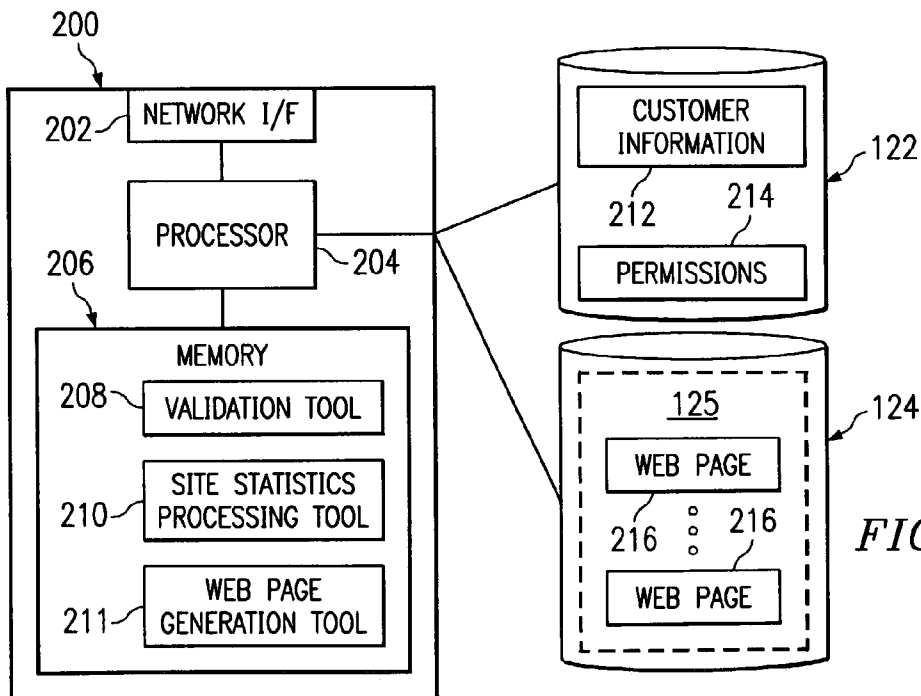 200
NETWORK I/F
202
PROCESSOR
204
206
MEMORY
208
VALIDATION TOOL
210
SITE STATISTICS
PROCESSING TOOL
211
WEB PAGE
GENERATION TOOL
CUSTOMER
INFORMATION
122
212
214
PERMISSIONS
125
124
WEB PAGE
216
216
WEB PAGE
FIG